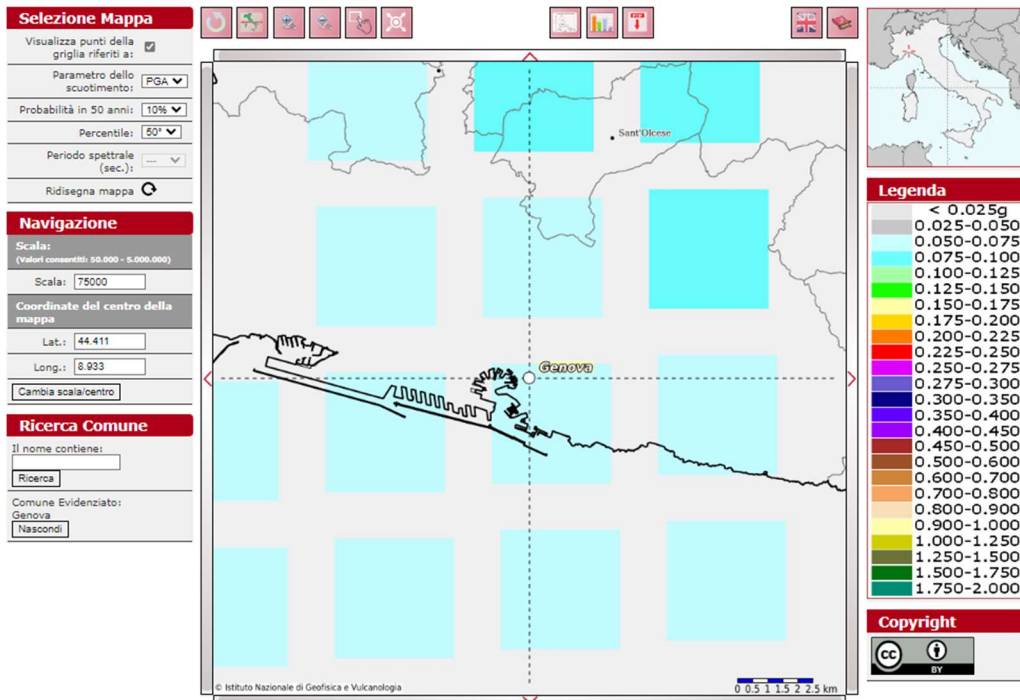 Selezione Mappa
Visualizza punti della
griglia riferiti a:
Parametro dello
scuotimento: PGA
Probabilità in 50 anni: 10%
Percentile: 50°
Periodo spettrale
(sec.): ---
Ridisegna mappa
Navigazione
Scala:
(Valori consentiti: 50.000 - 5.000.000)
Scala: 75000
Coordinate del centro della
mappa
Lat.: 44.411
Long.: 8.933
Cambia scala/centro
Ricerca Comune
Il nome contiene:
Ricerca
Comune Evidenziato:
Genova
Nascondi
Sant'Olcese
Genova
© Istituto Nazionale di Geofisica e Vulcanologia
0 0.5 1 1.5 2 2.5 km
Legenda
< 0.025g
0.025-0.050
0.050-0.075
0.075-0.100
0.100-0.125
0.125-0.150
0.150-0.175
0.175-0.200
0.200-0.225
0.225-0.250
0.250-0.275
0.275-0.300
0.300-0.350
0.350-0.400
0.400-0.450
0.450-0.500
0.500-0.600
0.600-0.700
0.700-0.800
0.800-0.900
0.900-1.000
1.000-1.250
1.250-1.500
1.500-1.750
1.750-2.000
Copyright
cc
BY